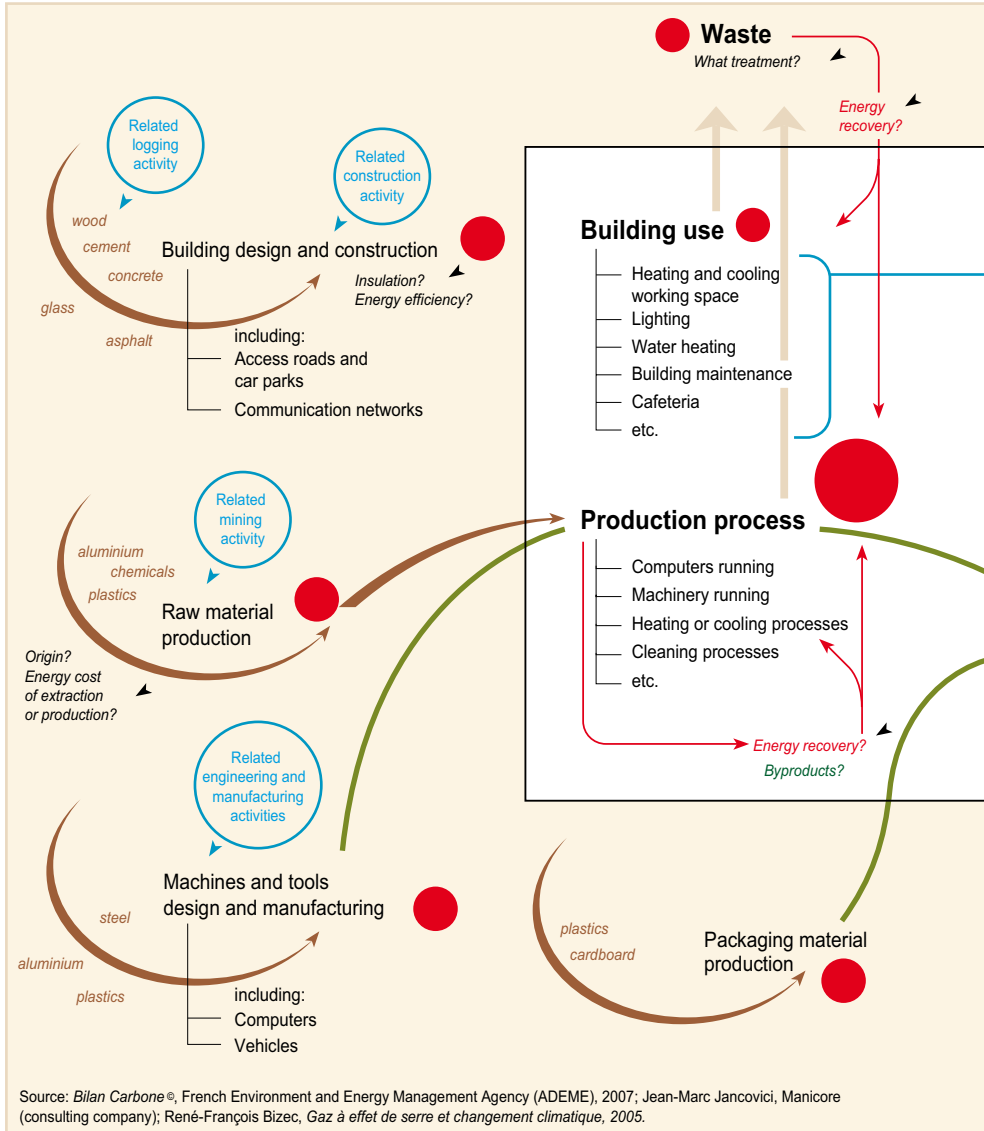 Waste
What treatment?
Energy
recovery?
Related
logging
activity
Related
construction
activity
wood
cement
concrete
glass
asphalt
Building design and construction
Insulation?
Energy efficiency?
including:
Access roads and
car parks
Communication networks
Building use
Heating and cooling
working space
Lighting
Water heating
Building maintenance
Cafeteria
etc.
Related
mining
activity
aluminium
chemicals
plastics
Raw material
production
Origin?
Energy cost
of extraction
or production?
Production process
Computers running
Machinery running
Heating or cooling processes
Cleaning processes
etc.
Energy recovery?
Byproducts?
Related
engineering and
manufacturing
activities
Machines and tools
design and manufacturing
steel
aluminium
plastics
including:
Computers
Vehicles
plastics
cardboard
Packaging material
production
Source: Bilan Carbone ©, French Environment and Energy Management Agency (ADEME), 2007; Jean-Marc Jancovici, Manicore
(consulting company); René-François Bizec, Gaz à effet de serre et changement climatique, 2005.